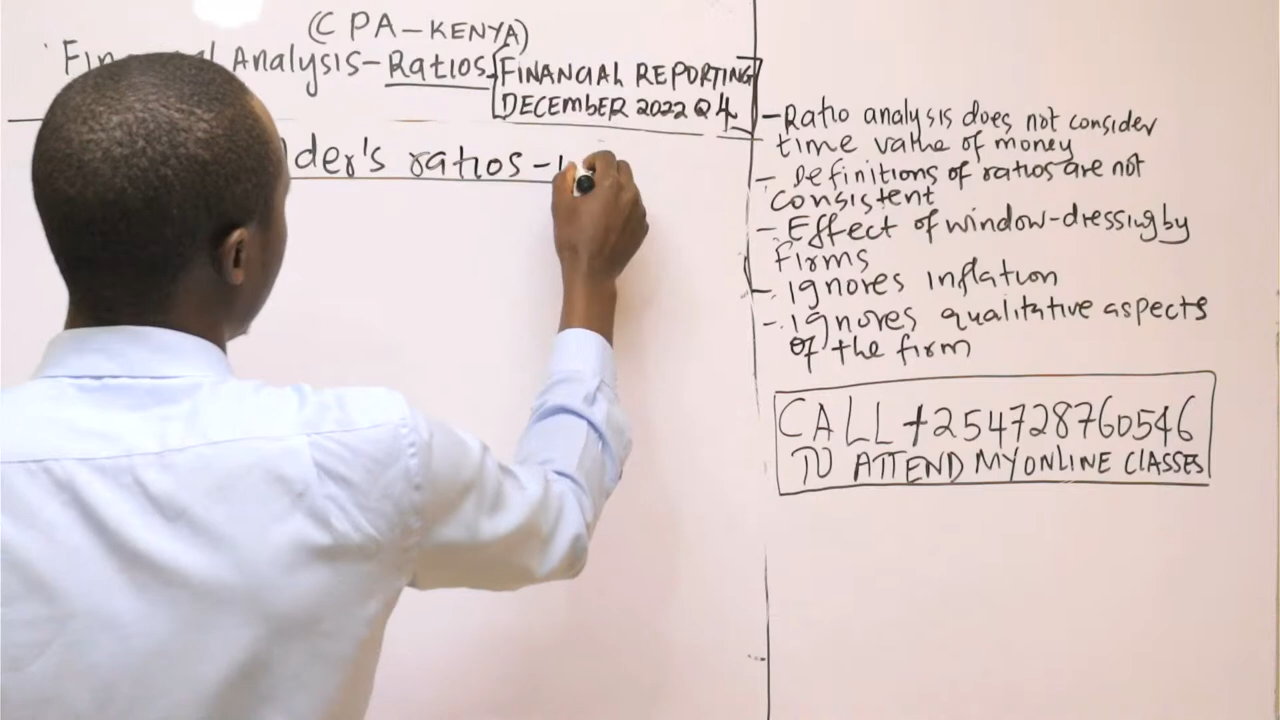 (CPA-KENYA)
Analysis-Ratios
FINANCIAL REPORTING
DECEMBER 2022 Q4
ratios -
-Ratio analysis does not consider
time value of money
- Definitions of ratios are not
consistent
- Effect of window-dressing by
firms
- ignores inflation
- ignores qualitative aspects
of the firm
CALL +254728760546
TO ATTEND MY ONLINE CLASSES